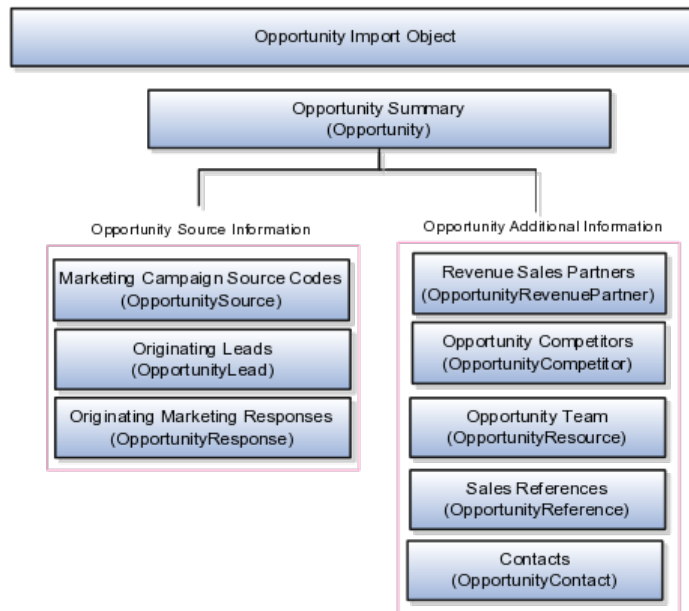 Opportunity Import Object
Opportunity Summary
(Opportunity)
Opportunity Source Information
Marketing Campaign Source Codes
(OpportunitySource)
Originating Leads
(OpportunityLead)
Originating Marketing Responses
(OpportunityResponse)
Opportunity Additional Information
Revenue Sales Partners
(OpportunityRevenuePartner)
Opportunity Competitors
(OpportunityCompetitor)
Opportunity Team
(OpportunityResource)
Sales References
(OpportunityReference)
Contacts
(OpportunityContact)